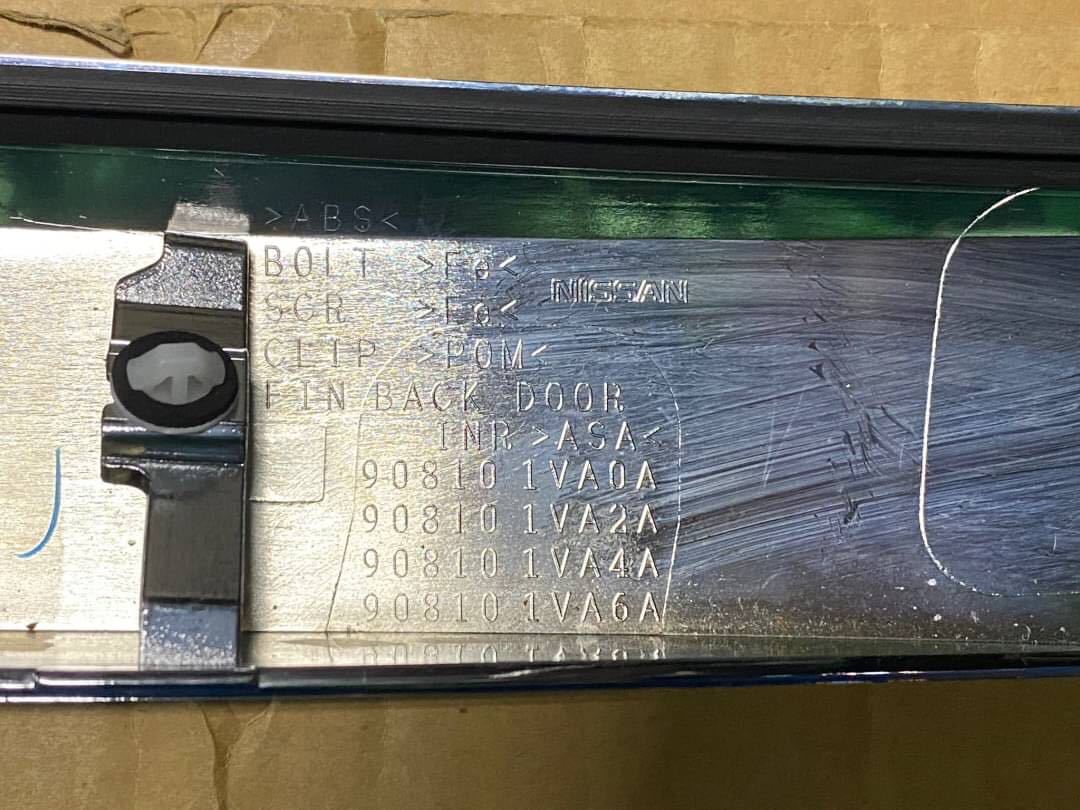 >ABS<
BOLT >Fe<
SCR >Fe<
NISSAN
CLIP >POM<
FIN BACK DOOR
INR >ASA<
90810 1VA0A
90810 1VA2A
90810 1VA4A
90810 1VA6A